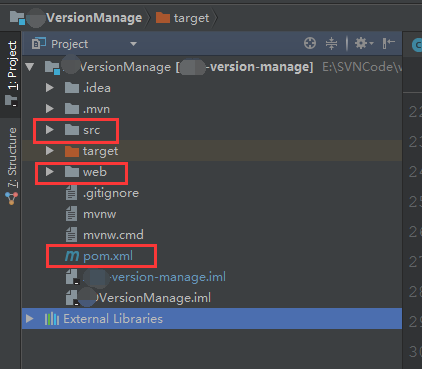 VersionManage target
1: Project
7: Structure
Project
VersionManage [ -version-manage] E:\SVNCode\
.idea
.mvn
src
target
web
.gitignore
mvnw
mvnw.cmd
pom.xml
-version-manage.iml
VersionManage.iml
External Libraries
22
23
24
25
26
27
28
29
30